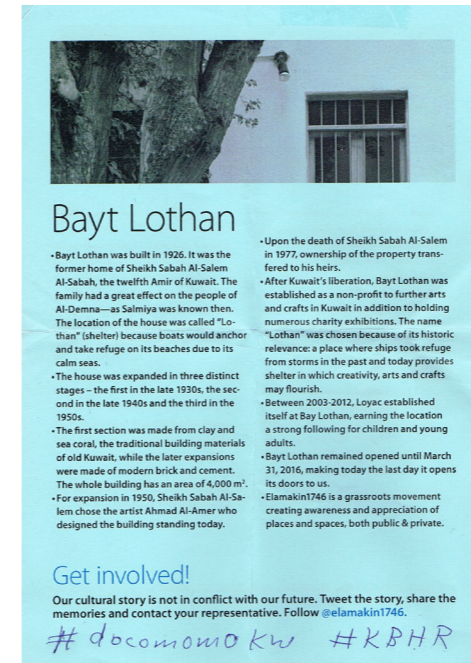 Bayt Lothan
• Bayt Lothan was built in 1926. It was the
former home of Sheikh Sabah Al-Salem
Al-Sabah, the twelfth Amir of Kuwait. The
family had a great effect on the people of
Al-Demna—as Salmiya was known then.
The location of the house was called “Lo-
than” (shelter) because boats would anchor
and take refuge on its beaches due to its
calm seas.
• The house was expanded in three distinct
stages – the first in the late 1930s, the sec-
ond in the late 1940s and the third in the
1950s.
• The first section was made from clay and
sea coral, the traditional building materials
of old Kuwait, while the later expansions
were made of modern brick and cement.
The whole building has an area of 4,000 m².
• For expansion in 1950, Sheikh Sabah Al-Sa-
lem chose the artist Ahmad Al-Amer who
designed the building standing today.
• Upon the death of Sheikh Sabah Al-Salem
in 1977, ownership of the property trans-
fered to his heirs.
• After Kuwait’s liberation, Bayt Lothan was
established as a non-profit to further arts
and crafts in Kuwait in addition to holding
numerous charity exhibitions. The name
“Lothan” was chosen because of its historic
relevance: a place where ships took refuge
from storms in the past and today provides
shelter in which creativity, arts and crafts
may flourish.
• Between 2003-2012, Loyac established
itself at Bay Lothan, earning the location
a strong following for children and young
adults.
• Bayt Lothan remained opened until March
31, 2016, making today the last day it opens
its doors to us.
• Elamakin1746 is a grassroots movement
creating awareness and appreciation of
places and spaces, both public & private.
Get involved!
Our cultural story is not in conflict with our future. Tweet the story, share the
memories and contact your representative. Follow @elamakin1746.
# docomomo kw #KBHR